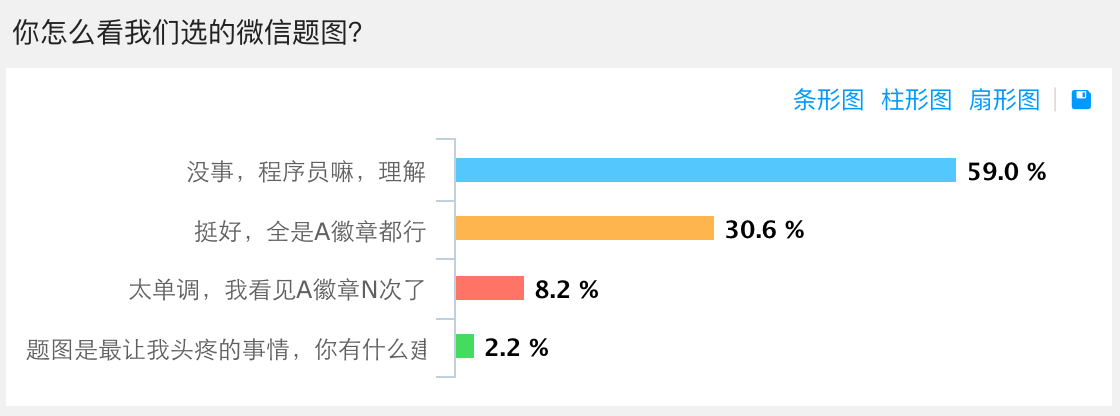 你怎么看我们选的微信题图?
条形图 柱形图 扇形图
没事，程序员嘛，理解 59.0 %
挺好，全是A徽章都行 30.6 %
太单调，我看见A徽章N次了 8.2 %
题图是最让我头疼的事情，你有什么建 2.2 %